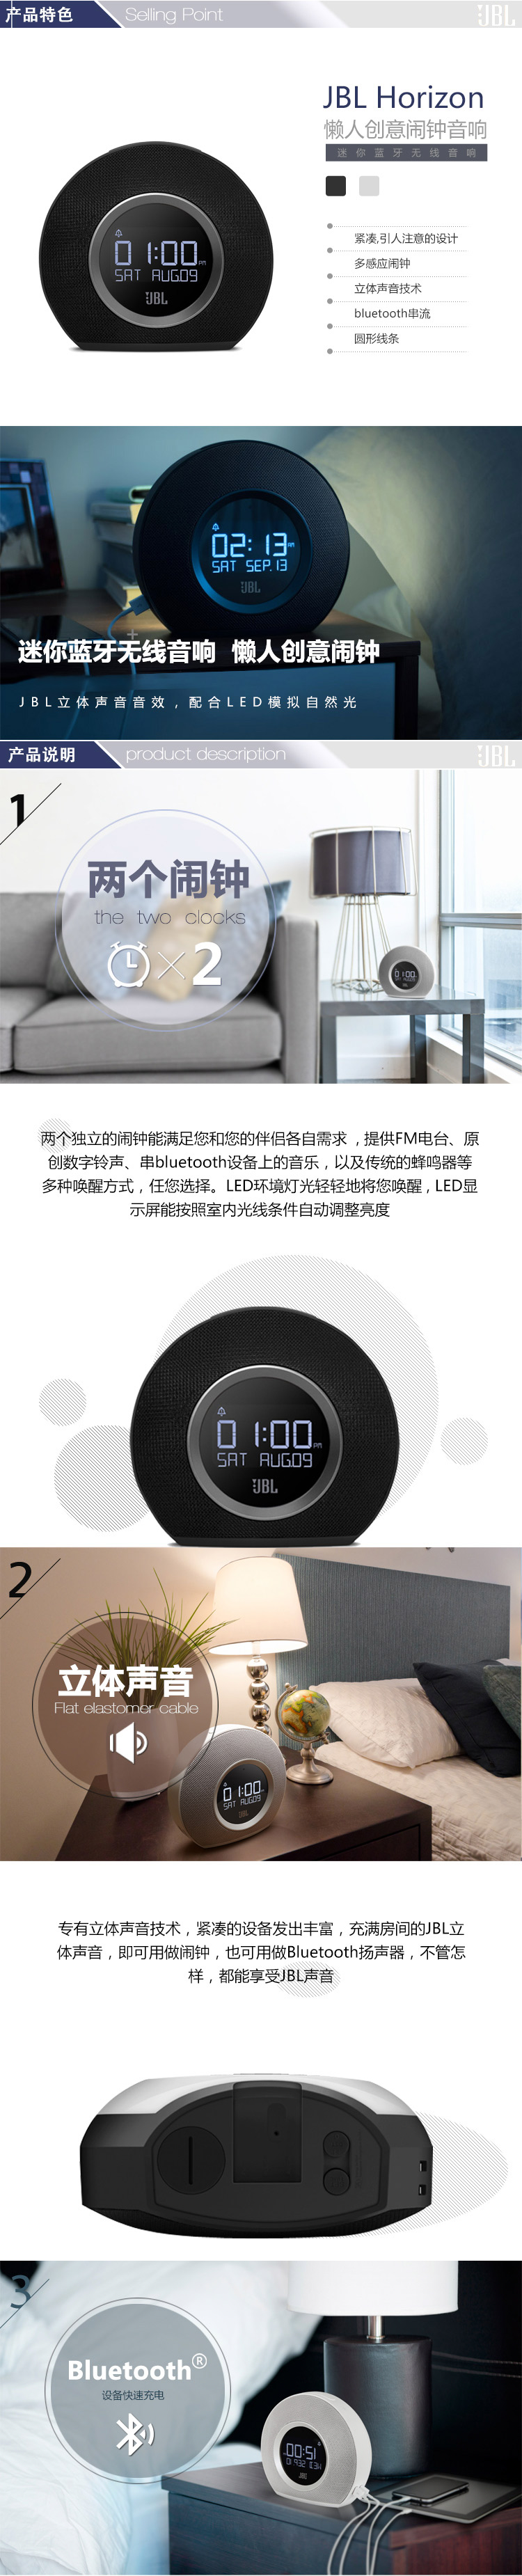 产品特色
Selling Point
JBL
JBL Horizon
懒人创意闹钟音响
迷你蓝牙无线音响
紧凑,引人注意的设计
多感应闹钟
立体声音技术
bluetooth串流
圆形线条
01:00PM
SAT AUG.09
JBL
02:13AM
SAT SEP.13
JBL
迷你蓝牙无线音响 懒人创意闹钟
JBL立体声音音效，配合LED模拟自然光
产品说明
product description
JBL
1
两个闹钟
the two clocks
×2
01:00
两个独立的闹钟能满足您和您的伴侣各自需求，提供FM电台、原
创数字铃声、串bluetooth设备上的音乐，以及传统的蜂鸣器等
多种唤醒方式，任您选择。LED环境灯光轻轻地将您唤醒，LED显
示屏能按照室内光线条件自动调整亮度
01:00PM
SAT AUG.09
JBL
2
立体声音
Flat elastomer cable
01:00
SAT AUG.09
JBL
专有立体声音技术，紧凑的设备发出丰富，充满房间的JBL立
体声音，即可用做闹钟，也可用做Bluetooth扬声器，不管怎
样，都能享受JBL声音
3
Bluetooth®
设备快速充电
00:51
JBL